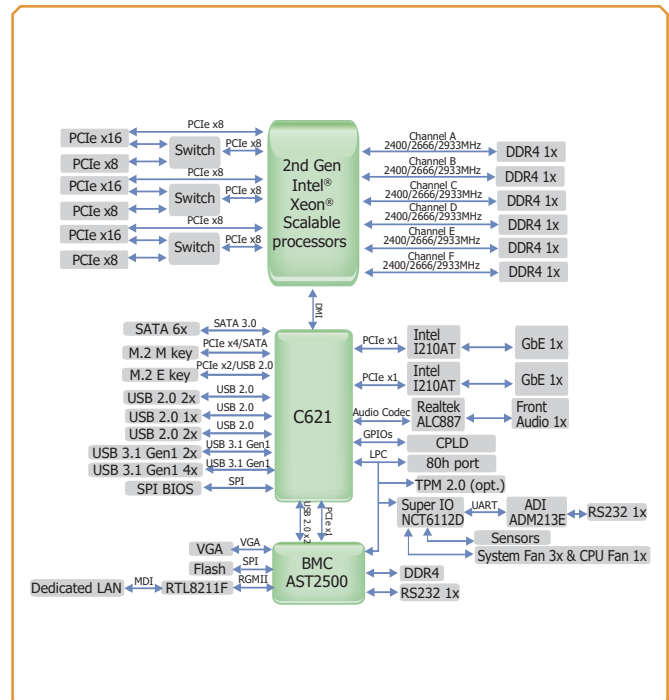 PCIe x8
PCIe x16
Switch
PCIe x8
PCIe x8
PCIe x8
PCIe x16
Switch
PCIe x8
PCIe x8
PCIe x8
PCIe x16
Switch
PCIe x8
PCIe x8
2nd Gen
Intel®
Xeon®
Scalable
processors
Channel A
2400/2666/2933MHz
DDR4 1x
Channel B
2400/2666/2933MHz
DDR4 1x
Channel C
2400/2666/2933MHz
DDR4 1x
Channel D
2400/2666/2933MHz
DDR4 1x
Channel E
2400/2666/2933MHz
DDR4 1x
Channel F
2400/2666/2933MHz
DDR4 1x
DMI
SATA 6x
SATA 3.0
M.2 M key
PCIe x4/SATA
M.2 E key
PCIe x2/USB 2.0
USB 2.0 2x
USB 2.0
USB 2.0 1x
USB 2.0
USB 2.0 2x
USB 2.0
USB 3.1 Gen1 2x
USB 3.1 Gen1
USB 3.1 Gen1 4x
USB 3.1 Gen1
SPI BIOS
SPI
C621
PCIe x1
Intel
I210AT
GbE 1x
PCIe x1
Intel
I210AT
GbE 1x
Audio Codec
Realtek
ALC887
Front
Audio 1x
GPIOs
CPLD
LPC
80h port
TPM 2.0 (opt.)
Super IO
NCT6112D
UART
ADI
ADM213E
RS232 1x
Sensors
System Fan 3x & CPU Fan 1x
USB 2.0 x2
PCIe x1
VGA
VGA
Flash
SPI
Dedicated LAN
MDI
RTL8211F
RGMII
BMC
AST2500
DDR4
RS232 1x